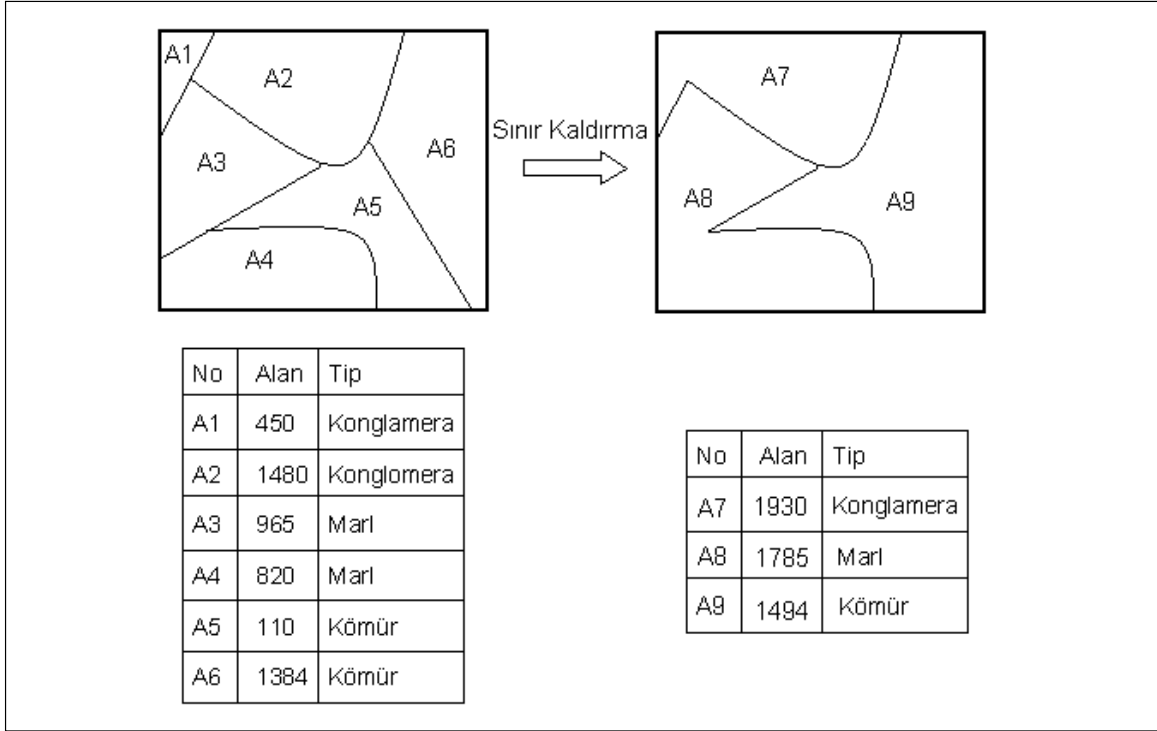 A1
A2
A3
A4
A5
A6
Sınır Kaldırma
A7
A8
A9
No Alan Tip
A1 450 Konglamera
A2 1480 Konglomera
A3 965 Marl
A4 820 Marl
A5 110 Kömür
A6 1384 Kömür
No Alan Tip
A7 1930 Konglamera
A8 1785 Marl
A9 1494 Kömür